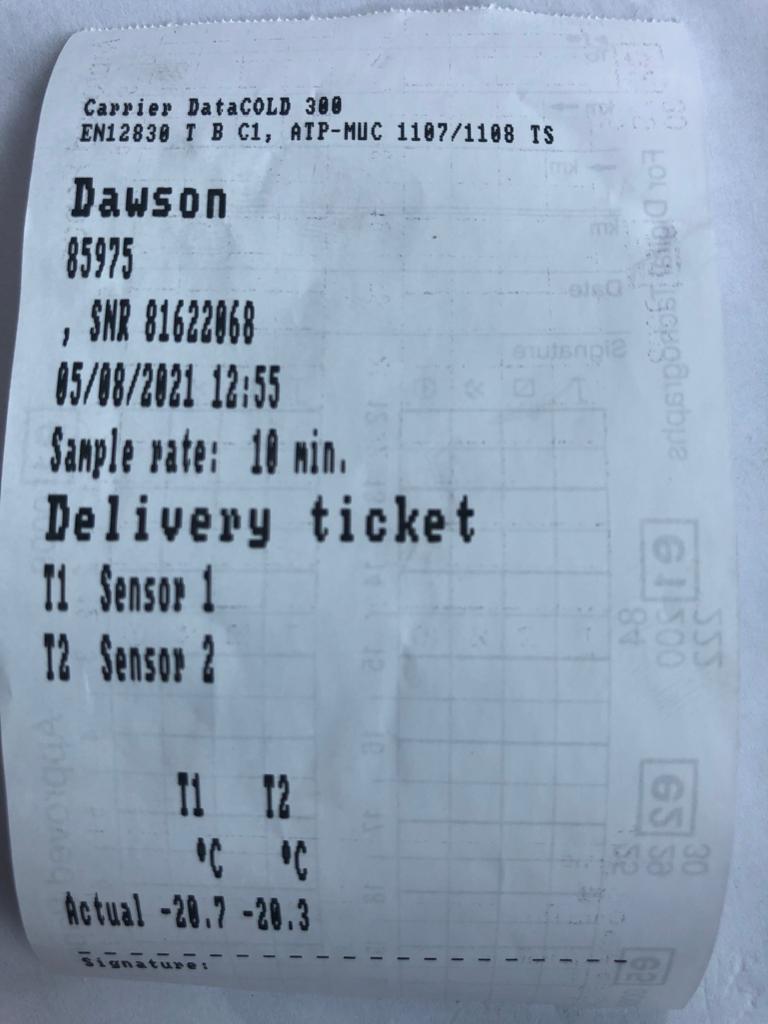 Carrier DataCOLD 300
EN12830 T B C1, ATP-MUC 1107/1108 TS
Dawson
85975
, SNR 81622068
05/08/2021 12:55
Sample rate: 10 min.
Delivery ticket
T1 Sensor 1
T2 Sensor 2
T1 T2
°C °C
Actual -20.7 -20.3
Signature: